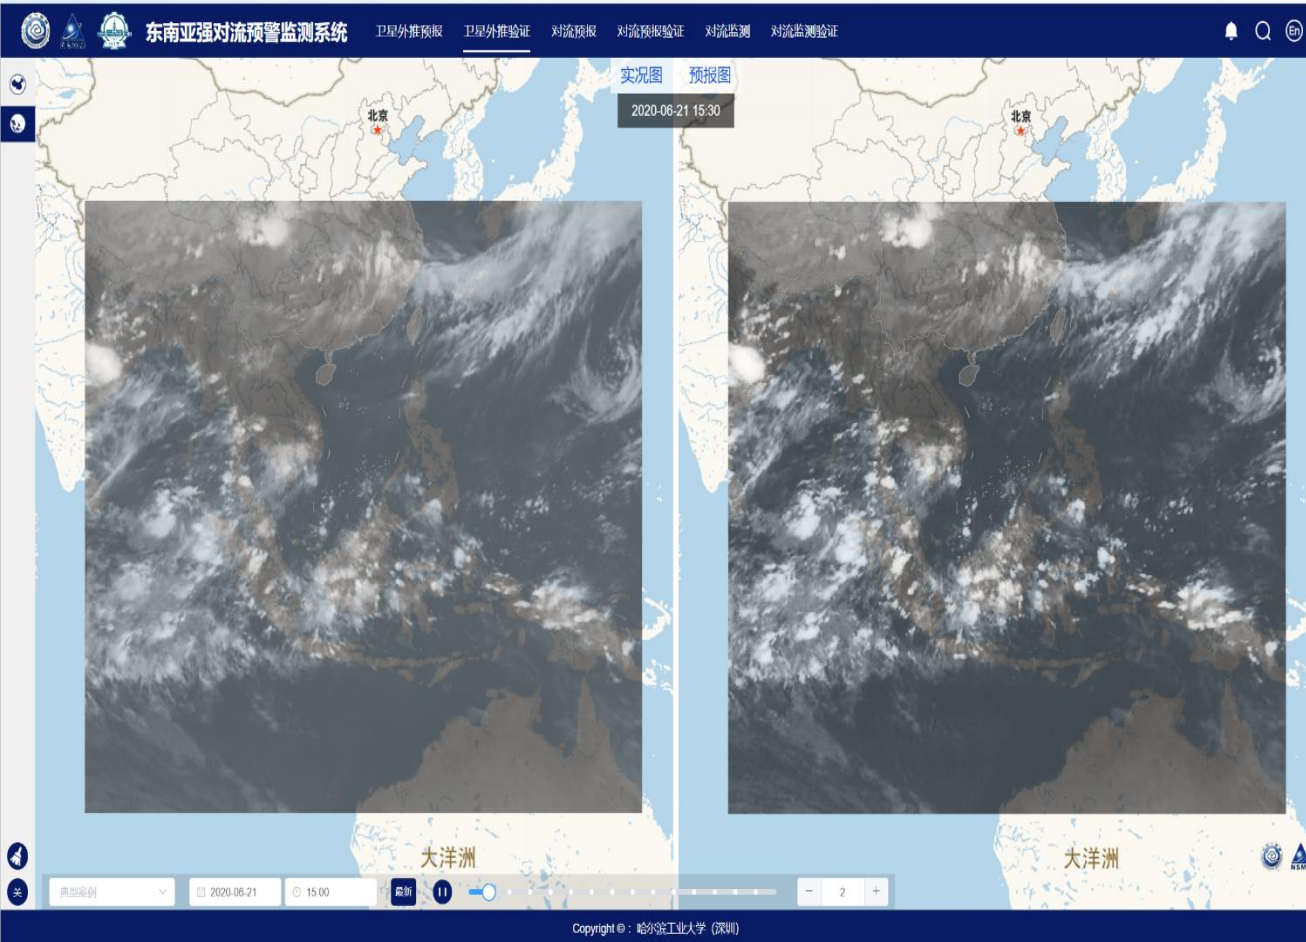 东南亚强对流预警监测系统
卫星外推预报 卫星外推验证 对流预报 对流预报验证 对流监测 对流监测验证
En
实况图 预报图
2020-06-21 15:30
北京
北京
大洋洲
大洋洲
典型案例
2020-06-21
15:00
最新
2
关
Copyright © : 哈尔滨工业大学 (深圳)